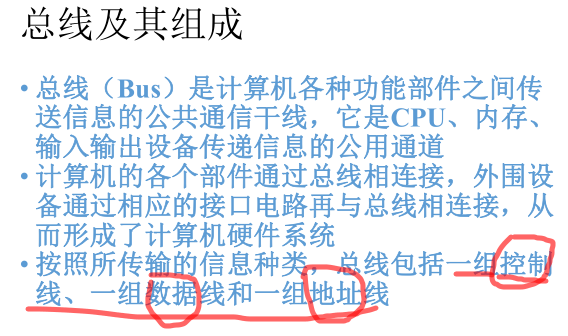 总线及其组成
•总线（Bus）是计算机各种功能部件之间传
送信息的公共通信干线，它是CPU、内存、
输入输出设备传递信息的公用通道
•计算机的各个部件通过总线相连接，外围设
备通过相应的接口电路再与总线相连接，从
而形成了计算机硬件系统
•按照所传输的信息种类，总线包括一组控制
线、一组数据线和一组地址线